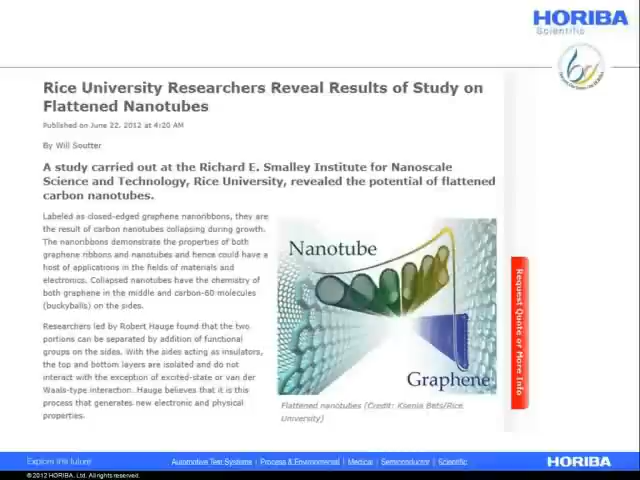 HORIBA
Scientific
Rice University Researchers Reveal Results of Study on
Flattened Nanotubes
Published on June 22, 2012 at 4:20 AM
By Will Soutter
A study carried out at the Richard E. Smalley Institute for Nanoscale
Science and Technology, Rice University, revealed the potential of flattened
carbon nanotubes.
Labeled as closed-edged graphene nanoribbons, they are
the result of carbon nanotubes collapsing during growth.
The nanoribbons demonstrate the properties of both
graphene ribbons and nanotubes and hence could have a
host of applications in the fields of materials and
electronics. Collapsed nanotubes have the chemistry of
both graphene in the middle and carbon-60 molecules
(buckyballs) on the sides.
Researchers led by Robert Hauge found that the two
portions can be separated by addition of functional
groups on the sides. With the sides acting as insulators,
the top and bottom layers are isolated and do not
interact with the exception of excited-state or van der
Waals-type interaction. Hauge believes that it is this
process that generates new electronic and physical
properties.
Nanotube
Graphene
Flattened nanotubes (Credit: Ksenia Bets/Rice
University)
Request Quote or More Info
Explore the future
Automotive Test Systems | Process & Environmental | Medical | Semiconductor | Scientific
HORIBA
© 2012 HORIBA, Ltd. All rights reserved.